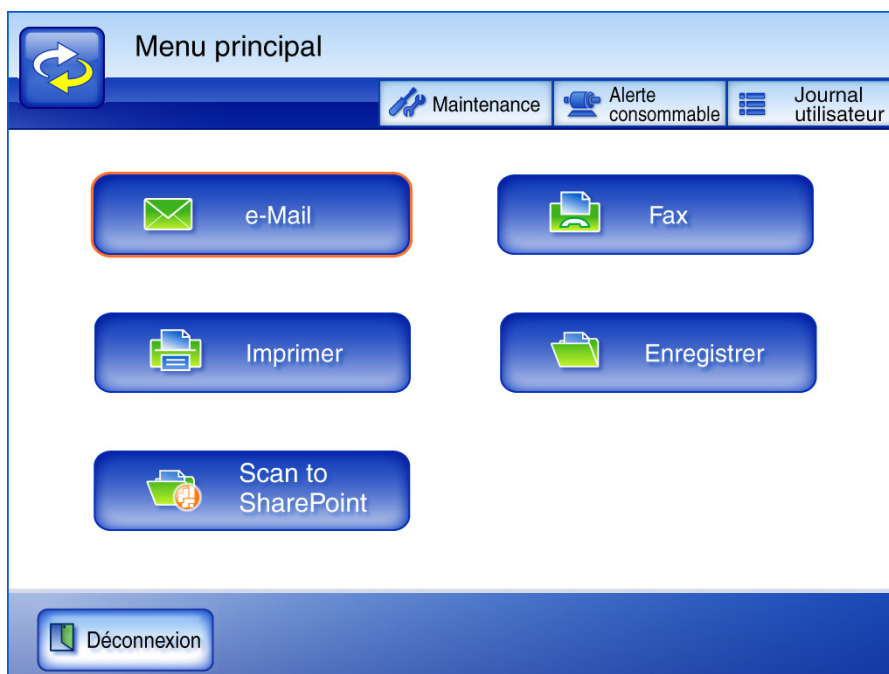 Menu principal
Maintenance
Alerte
consommable
Journal
utilisateur
e-Mail
Fax
Imprimer
Enregistrer
Scan to
SharePoint
Déconnexion